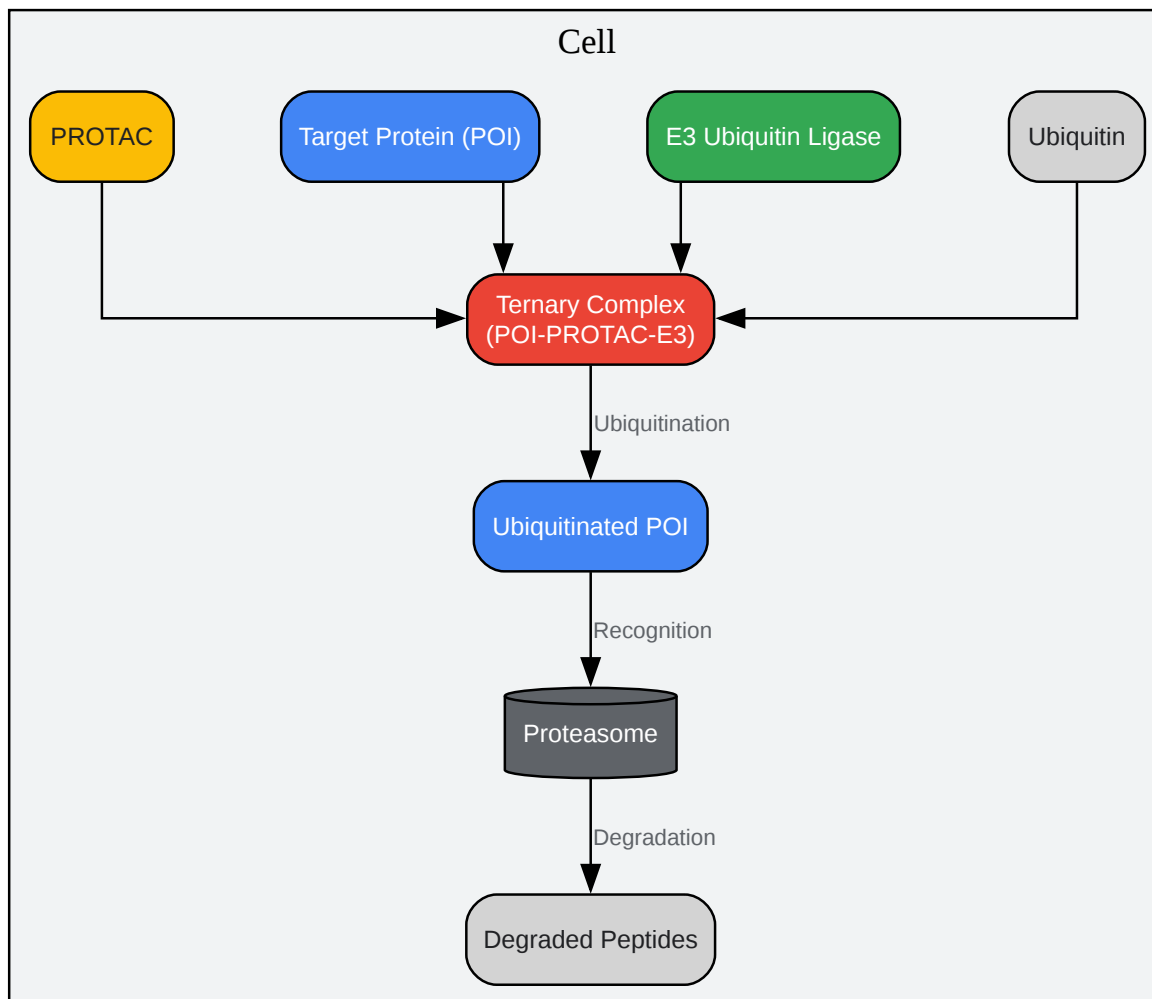 Cell
PROTAC
Target Protein (POI)
E3 Ubiquitin Ligase
Ubiquitin
Ternary Complex
(POI-PROTAC-E3)
Ubiquitination
Ubiquitinated POI
Recognition
Proteasome
Degradation
Degraded Peptides